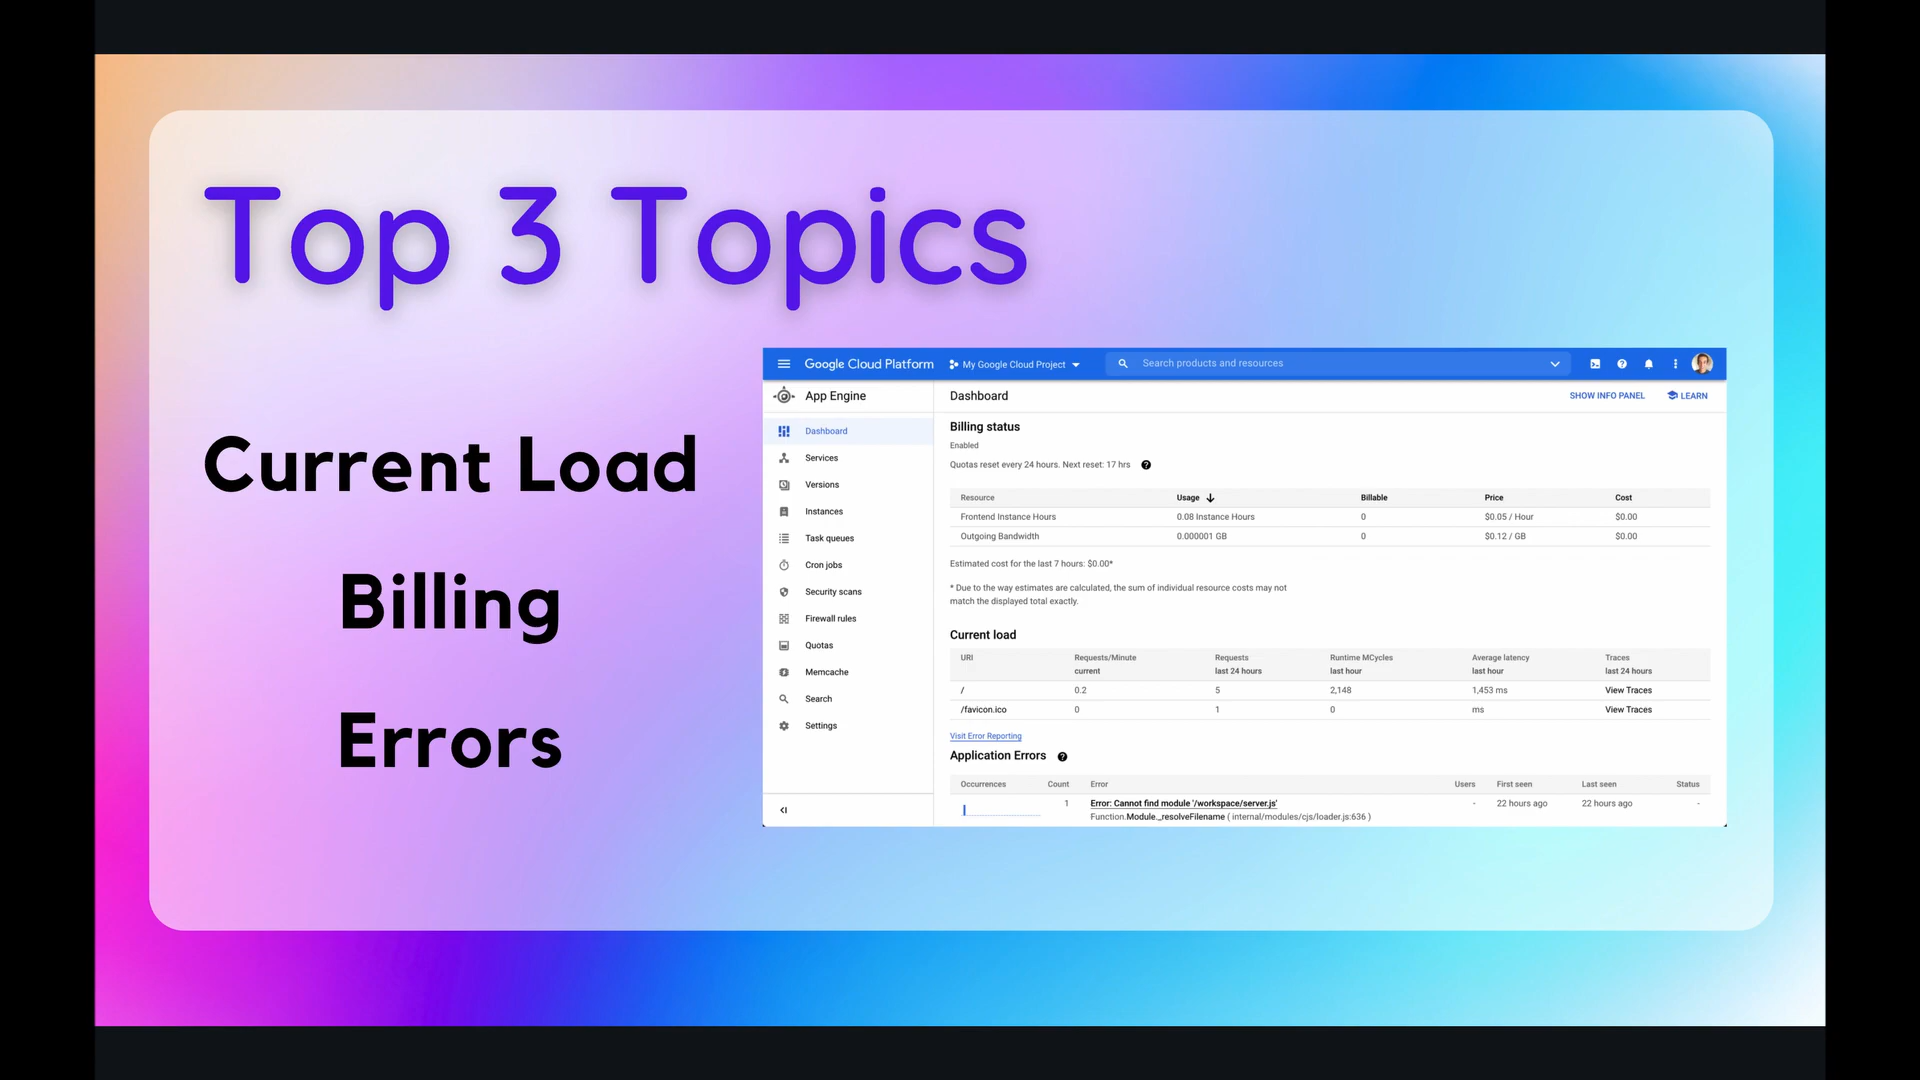 Top 3 Topics
Current Load
Billing
Errors
Google Cloud Platform My Google Cloud Project Search products and resources
App Engine
Dashboard
Services
Versions
Instances
Task queues
Cron jobs
Security scans
Firewall rules
Quotas
Memcache
Search
Settings
Dashboard SHOW INFO PANEL LEARN
Billing status
Enabled
Quotas reset every 24 hours. Next reset: 17 hrs
Resource Usage Billable Price Cost
Frontend Instance Hours 0.08 Instance Hours 0 $0.05 / Hour $0.00
Outgoing Bandwidth 0.000001 GB 0 $0.12 / GB $0.00
Estimated cost for the last 7 hours: $0.00*
* Due to the way estimates are calculated, the sum of individual resource costs may not
match the displayed total exactly.
Current load
URI Requests/Minute Requests Runtime MCycles Average latency Traces
current last 24 hours last hour last hour last 24 hours
/ 0.2 5 2,148 1,453 ms View Traces
/favicon.ico 0 1 0 ms View Traces
Visit Error Reporting
Application Errors
Occurrences Count Error Users First seen Last seen Status
1 Error: Cannot find module '/workspace/server.js' - 22 hours ago 22 hours ago -
Function.Module._resolveFilename ( internal/modules/cjs/loader.js:636 )